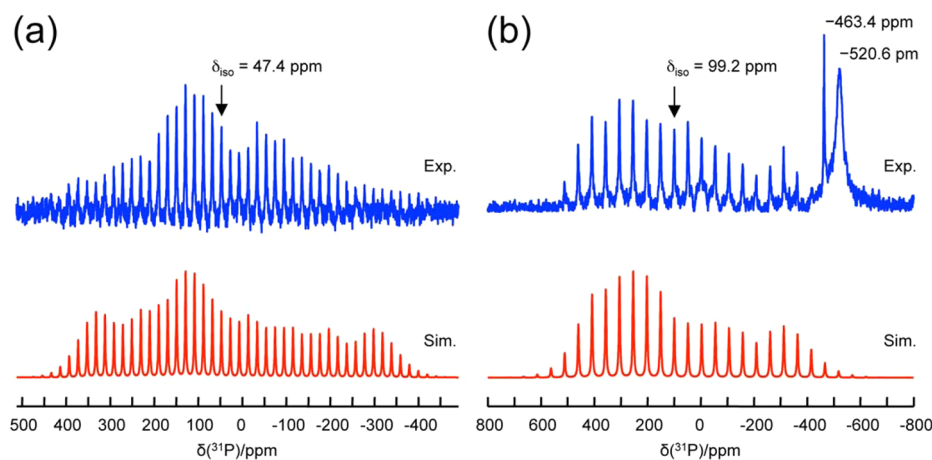 (a)
δiso = 47.4 ppm
Exp.
Sim.
500 400 300 200 100 0 -100 -200 -300 -400
δ(³¹P)/ppm
(b)
−463.4 ppm
−520.6 pm
δiso = 99.2 ppm
Exp.
Sim.
800 600 400 200 0 -200 -400 -600 -800
δ(³¹P)/ppm